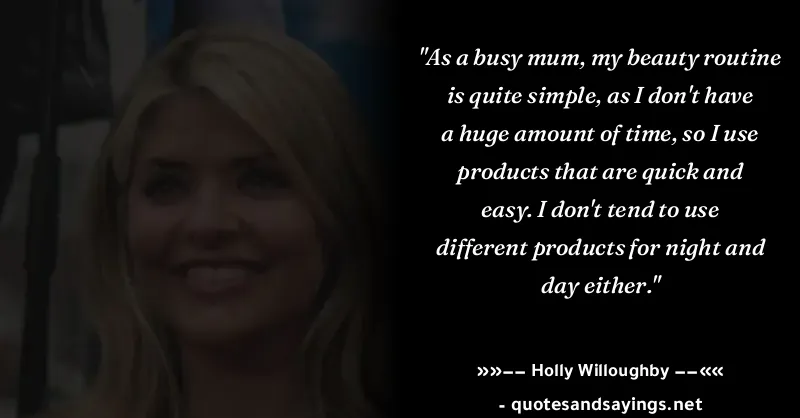 "As a busy mum, my beauty routine
is quite simple, as I don't have
a huge amount of time, so I use
products that are quick and
easy. I don't tend to use
different products for night and
day either."
»»–– Holly Willoughby ––««
- quotesandsayings.net